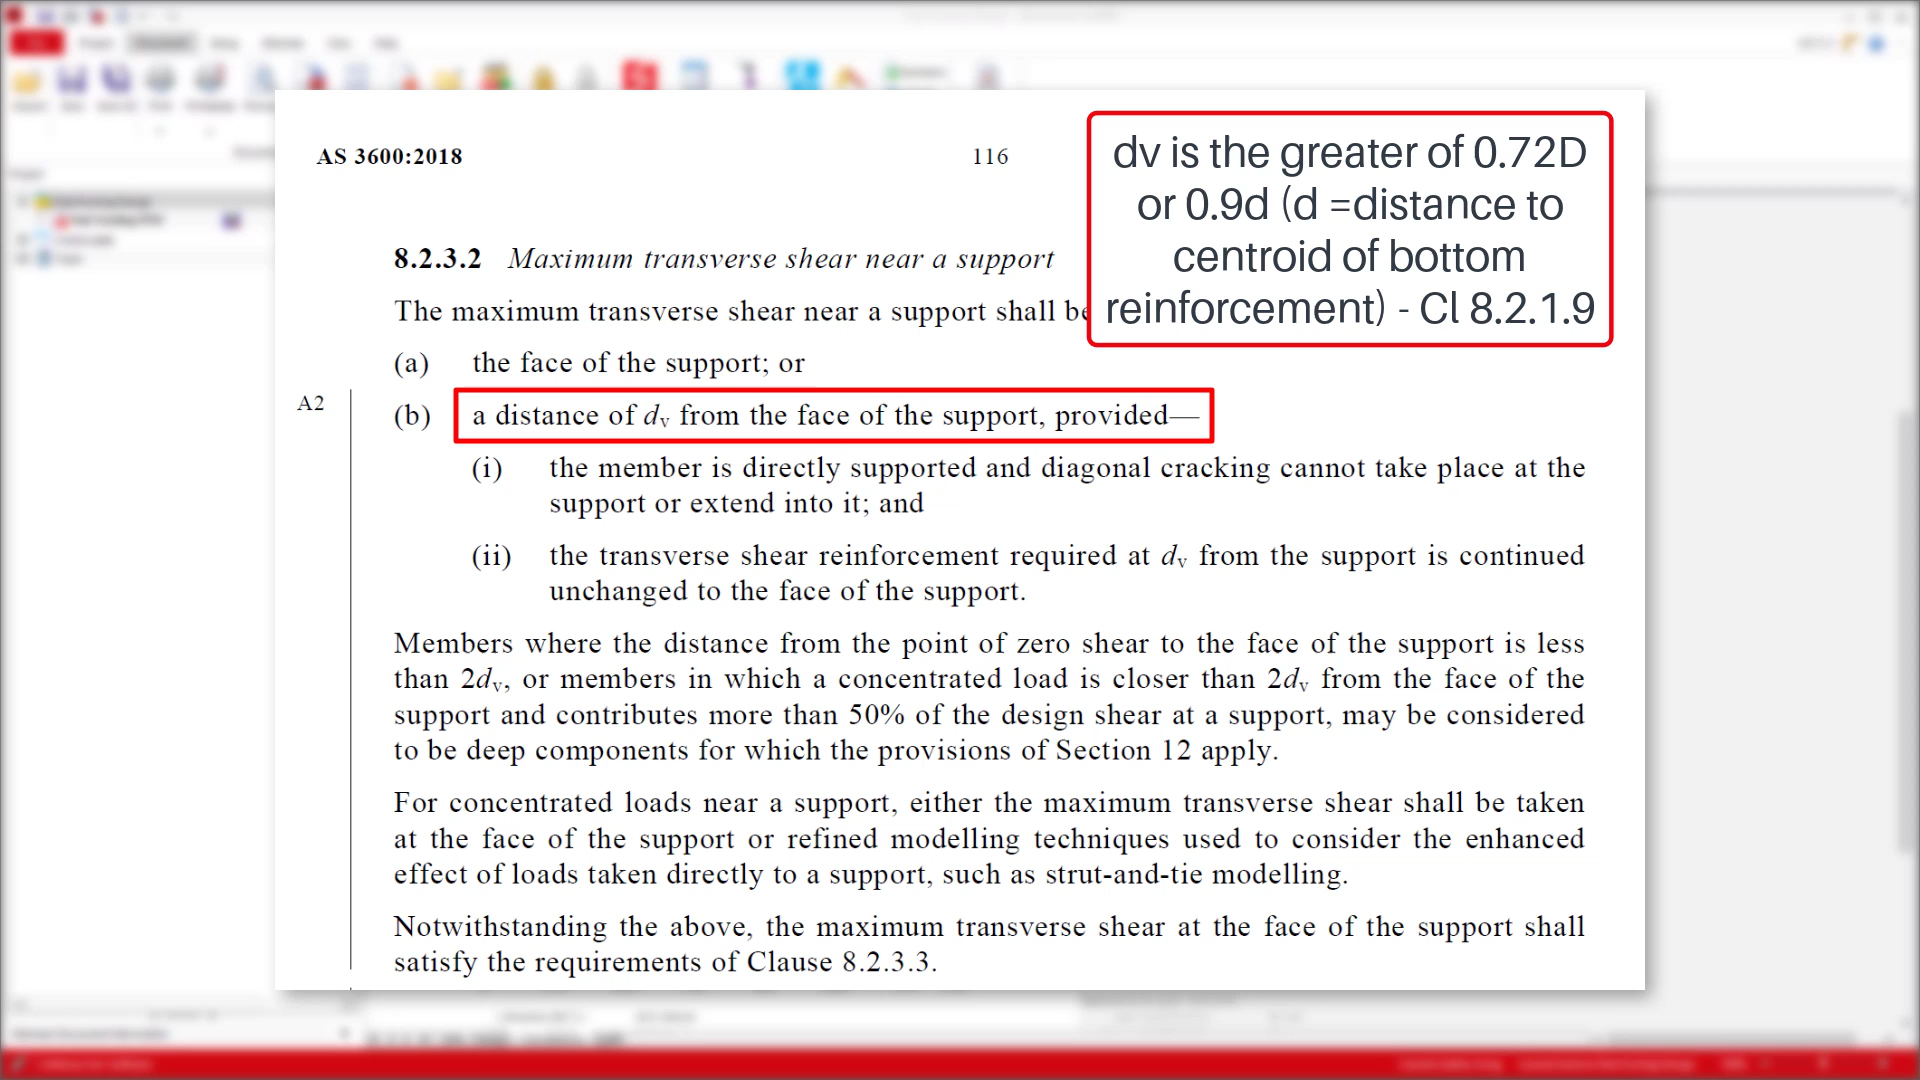 AS 3600:2018
116
dv is the greater of 0.72D
or 0.9d (d =distance to
centroid of bottom
reinforcement) - Cl 8.2.1.9
8.2.3.2 Maximum transverse shear near a support
The maximum transverse shear near a support shall be
(a) the face of the support; or
A2
(b) a distance of dv from the face of the support, provided—
(i) the member is directly supported and diagonal cracking cannot take place at the
support or extend into it; and
(ii) the transverse shear reinforcement required at dv from the support is continued
unchanged to the face of the support.
Members where the distance from the point of zero shear to the face of the support is less
than 2dv, or members in which a concentrated load is closer than 2dv from the face of the
support and contributes more than 50% of the design shear at a support, may be considered
to be deep components for which the provisions of Section 12 apply.
For concentrated loads near a support, either the maximum transverse shear shall be taken
at the face of the support or refined modelling techniques used to consider the enhanced
effect of loads taken directly to a support, such as strut-and-tie modelling.
Notwithstanding the above, the maximum transverse shear at the face of the support shall
satisfy the requirements of Clause 8.2.3.3.